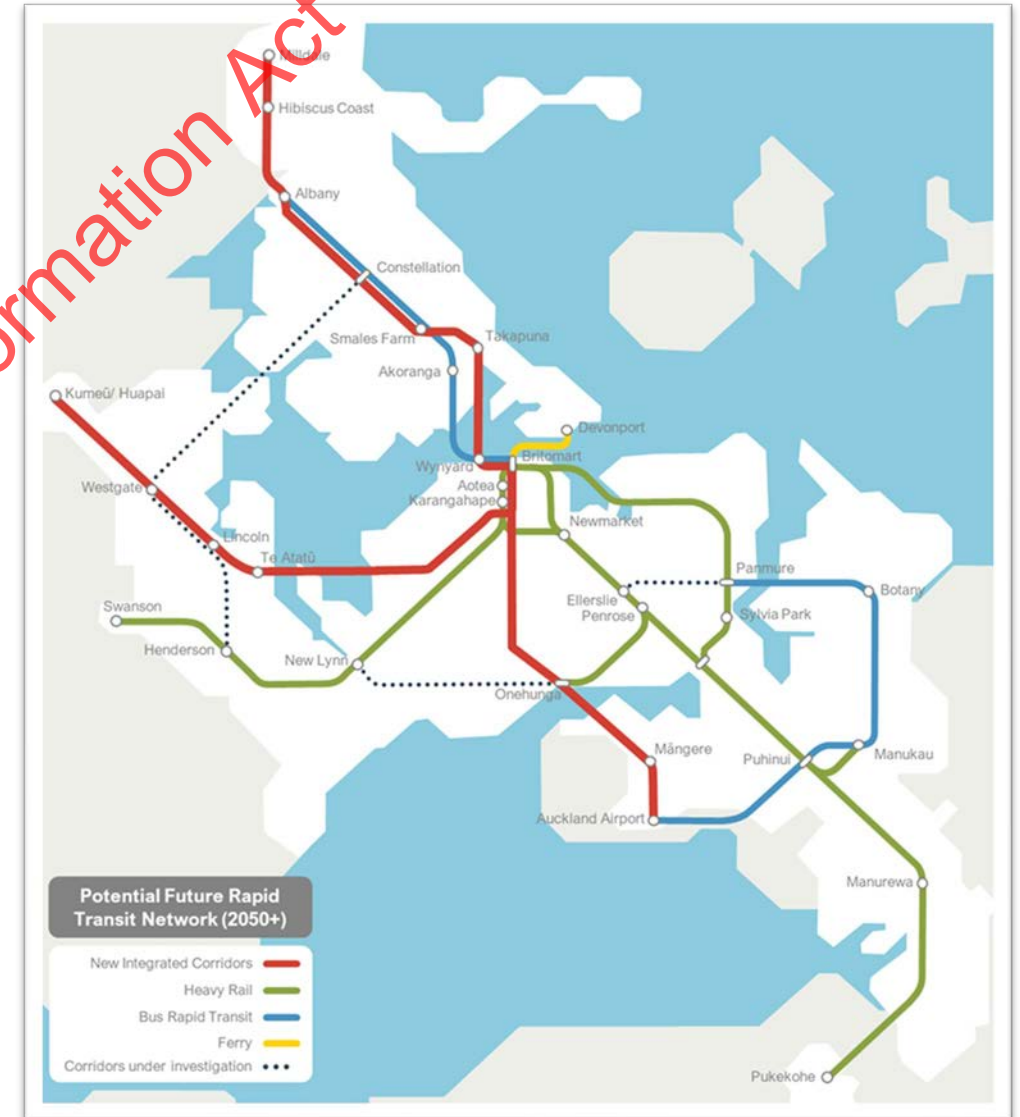 ormation Act
Milldale
Hibiscus Coast
Albany
Constellation
Smales Farm
Takapuna
Akoranga
Kumeū/ Huapai
Devonport
Wynyard
Britomart
Aotea
Karangahape
Westgate
Newmarket
Lincoln
Te Atatū
Panmure
Ellerslie
Botany
Penrose
Sylvia Park
Swanson
Henderson
New Lynn
Onehunga
Māngere
Puhinui
Manukau
Auckland Airport
Manurewa
Potential Future Rapid
Transit Network (2050+)
New Integrated Corridors
Heavy Rail
Bus Rapid Transit
Ferry
Corridors under investigation
Pukekohe